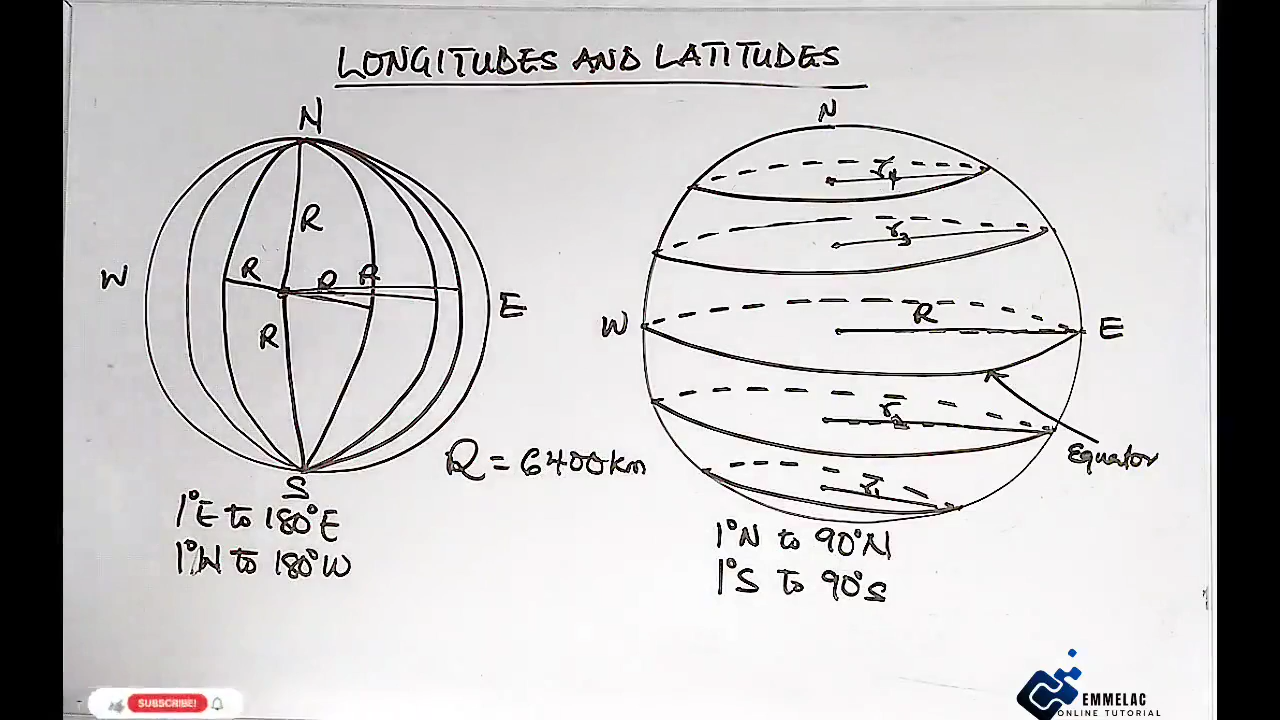 LONGITUDES AND LATITUDES
N
N
r4
R
r3
W
R
R
R
E
R
W
R
E
r2
Equator
R = 6400km
r1
S
1°E to 180°E
1°W to 180°W
1°N to 90°N
1°S to 90°S
SUBSCRIBE!
EMMELAC
ONLINE TUTORIAL